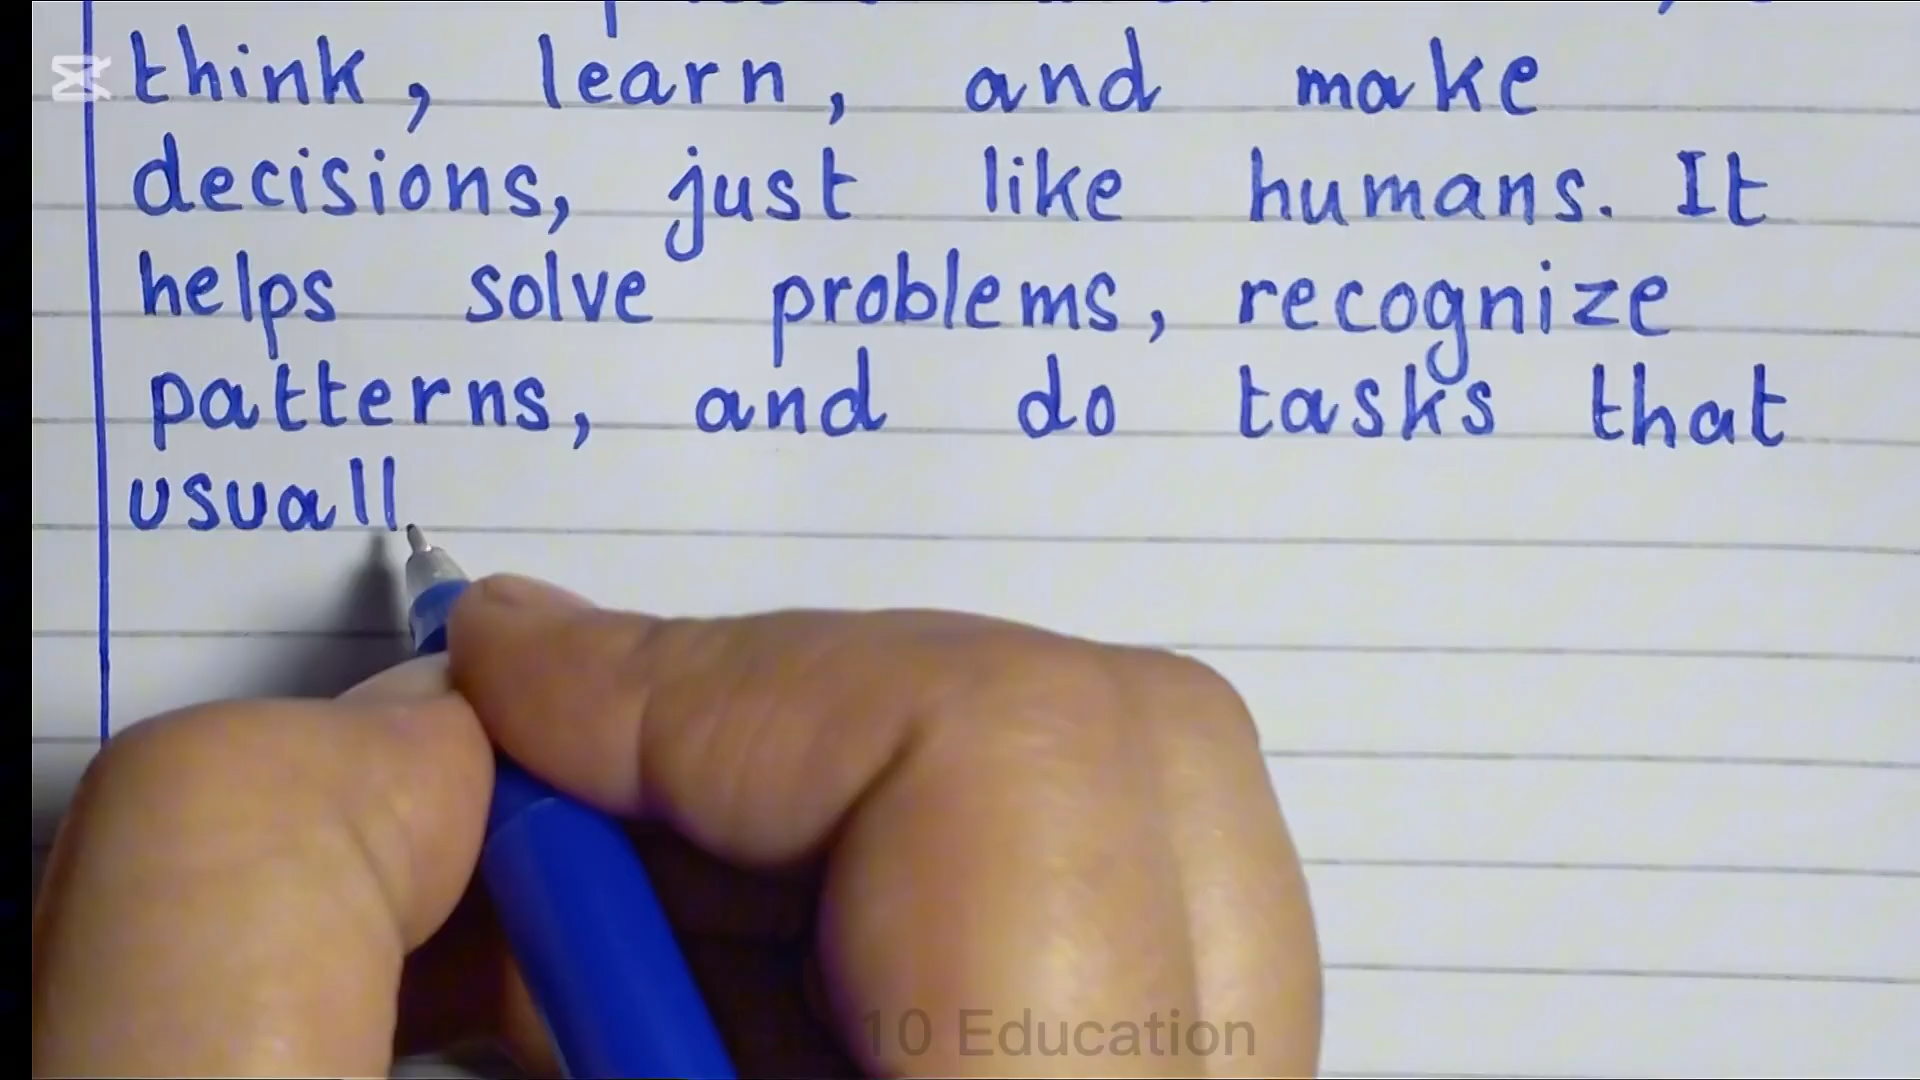 think, learn, and make
decisions, just like humans. It
helps solve problems, recognize
patterns, and do tasks that
usuall
10 Education